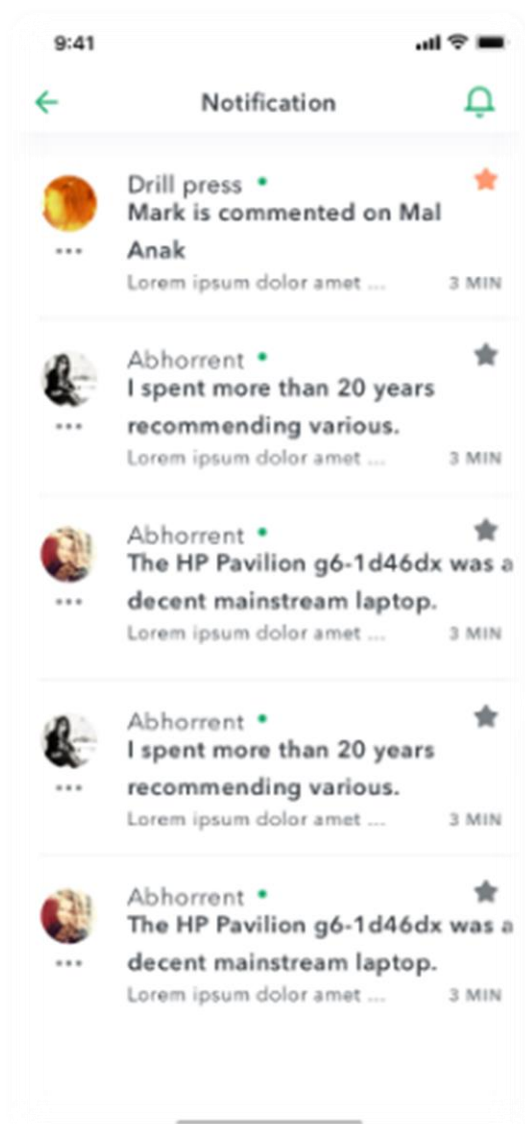 9:41
Notification
Drill press
Mark is commented on Mal
Anak
Lorem ipsum dolor amet ...
3 MIN
Abhorrent
I spent more than 20 years
recommending various.
Lorem ipsum dolor amet ...
3 MIN
Abhorrent
The HP Pavilion g6-1d46dx was a
decent mainstream laptop.
Lorem ipsum dolor amet ...
3 MIN
Abhorrent
I spent more than 20 years
recommending various.
Lorem ipsum dolor amet ...
3 MIN
Abhorrent
The HP Pavilion g6-1d46dx was a
decent mainstream laptop.
Lorem ipsum dolor amet ...
3 MIN